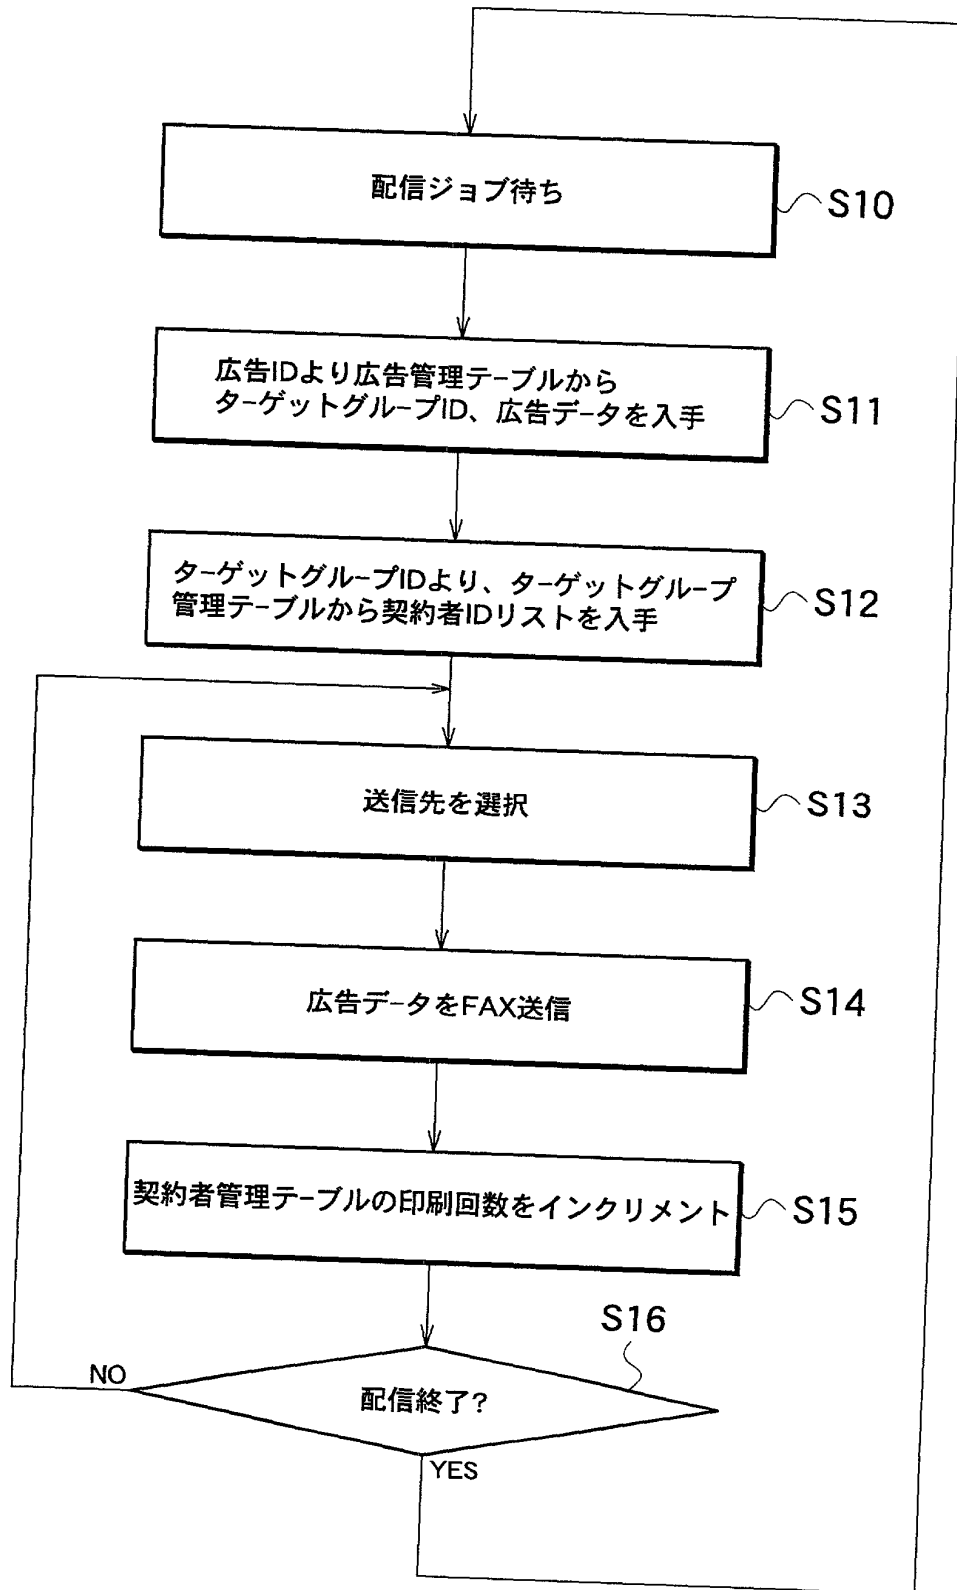 配信ジョブ待ち
S10
広告IDより広告管理テーブルから
ターゲットグループID、広告データを入手
S11
ターゲットグループIDより、ターゲットグループ
管理テーブルから契約者IDリストを入手
S12
送信先を選択
S13
広告データをFAX送信
S14
契約者管理テーブルの印刷回数をインクリメント
S15
S16
配信終了?
NO
YES